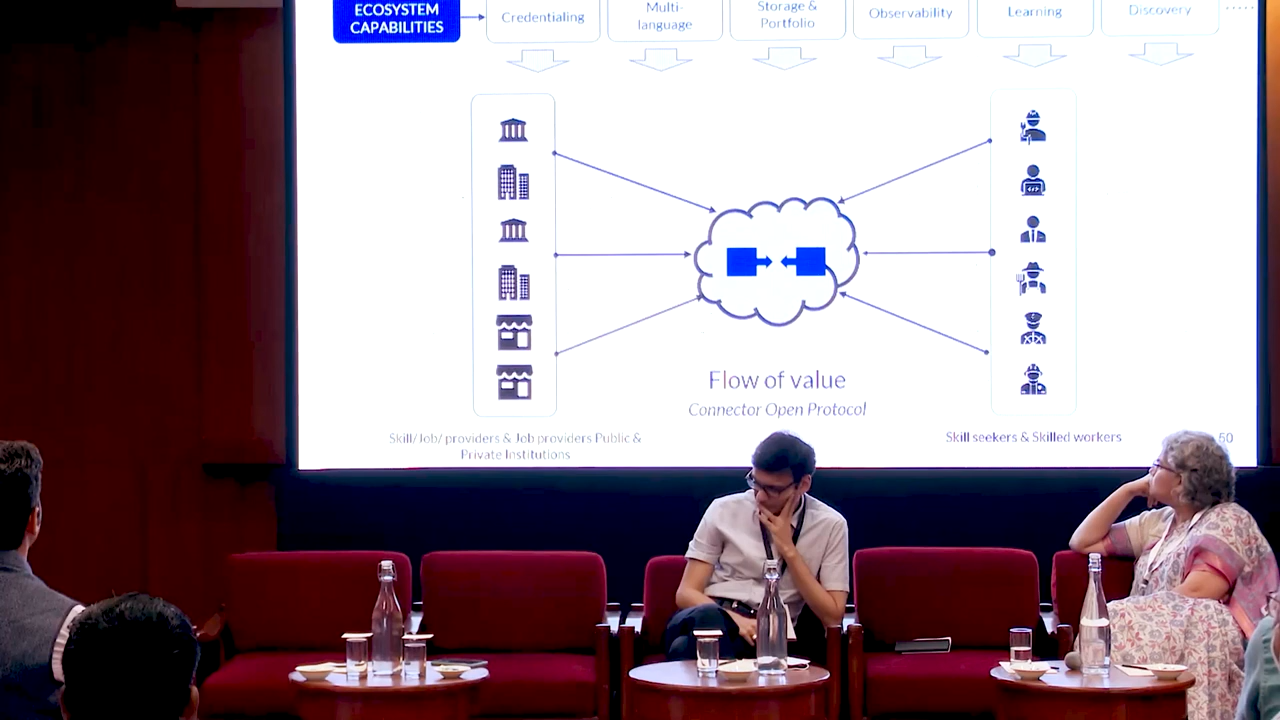 ECOSYSTEM
CAPABILITIES
Credentialing
Multi-
language
Storage &
Portfolio
Observability
Learning
Discovery
.....
Flow of value
Connector Open Protocol
Skill/Job/ providers & Job providers Public &
Private Institutions
Skill seekers & Skilled workers
50